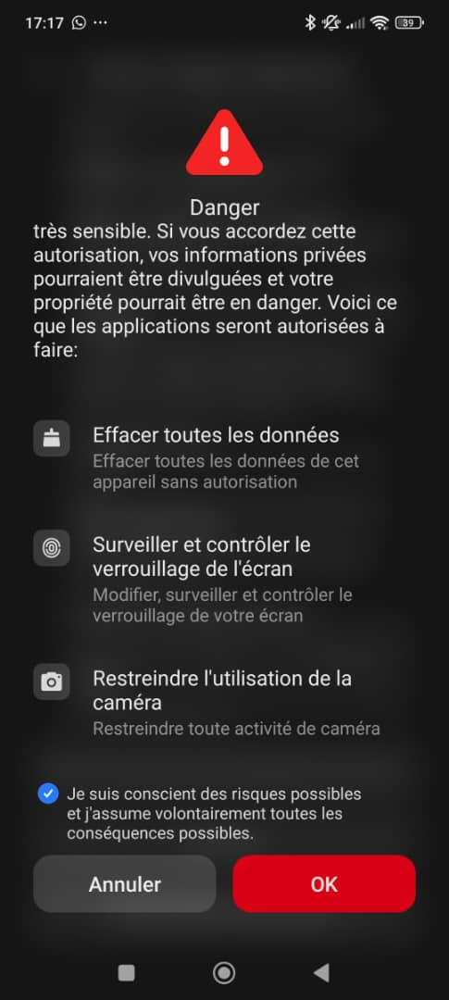 17:17
39
Danger
très sensible. Si vous accordez cette
autorisation, vos informations privées
pourraient être divulguées et votre
propriété pourrait être en danger. Voici ce
que les applications seront autorisées à
faire:
Effacer toutes les données
Effacer toutes les données de cet
appareil sans autorisation
Surveiller et contrôler le
verrouillage de l'écran
Modifier, surveiller et contrôler le
verrouillage de votre écran
Restreindre l'utilisation de la
caméra
Restreindre toute activité de caméra
Je suis conscient des risques possibles
et j'assume volontairement toutes les
conséquences possibles.
Annuler
OK